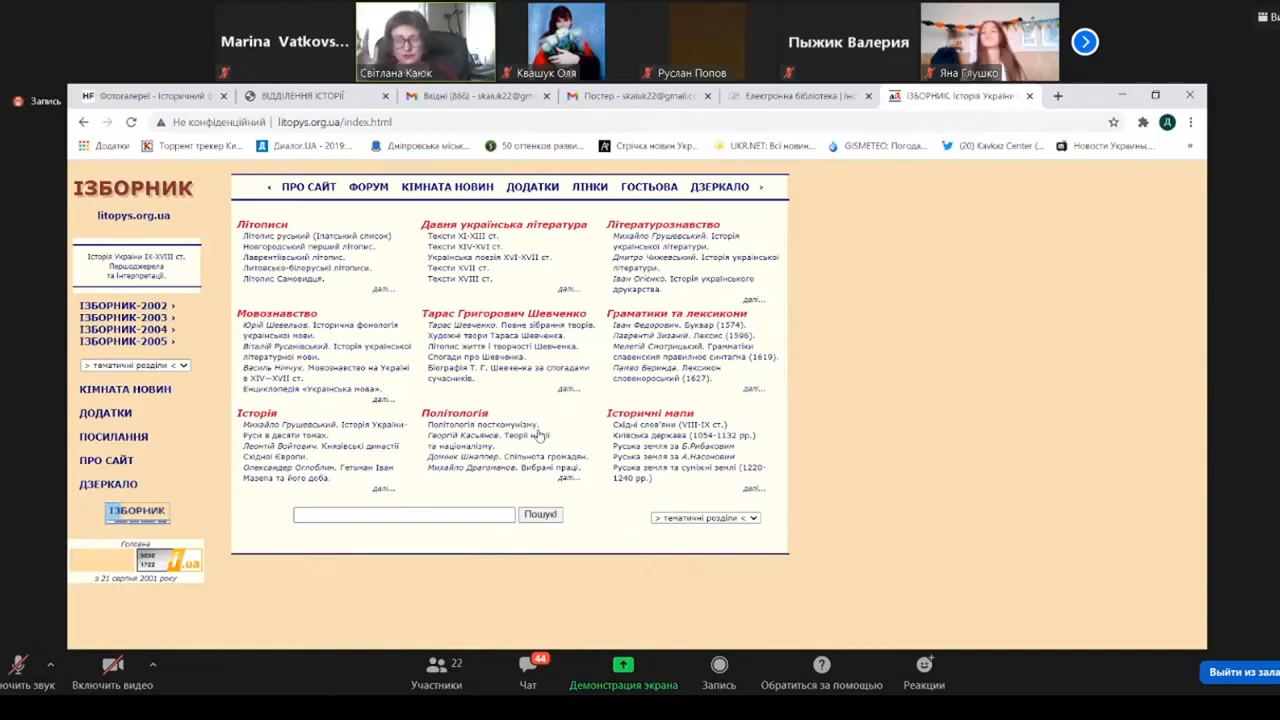 Marina Vatkovs...
Світлана Каюк
Квашук Оля
Руслан Попов
Пыжик Валерия
Яна Глушко
Запись
Фотогалереї - Історичний ф
ВІДДІЛЕННЯ ІСТОРІЇ
Вхідні (866) - skaiuk22@gm
Постер - skaiuk22@gmail.c
Електронна бібліотека | Інс
ІЗБОРНИК. Історія України
Не конфіденційний
litopys.org.ua/index.html
Додатки
Торрент трекер Ки...
Диалог.UA - 2019:...
Дніпровська міськ...
50 оттенков разви...
Стрічка новин Укр...
UKR.NET: Всі новин...
GISMETEO: Погода...
(20) Kavkaz Center (...
Новости Украины,...
»
ІЗБОРНИК
litopys.org.ua
Історія України IX-XVIII ст.
Першоджерела
та інтерпретації.
ІЗБОРНИК-2002 ›
ІЗБОРНИК-2003 ›
ІЗБОРНИК-2004 ›
ІЗБОРНИК-2005 ›
> тематичні розділи <
КІМНАТА НОВИН
ДОДАТКИ
ПОСИЛАННЯ
ПРО САЙТ
ДЗЕРКАЛО
ІЗБОРНИК
Головна
5232
1722
i.ua
з 21 серпня 2001 року
‹ ПРО САЙТ ФОРУМ КІМНАТА НОВИН ДОДАТКИ ЛІНКИ ГОСТЬОВА ДЗЕРКАЛО ›
Літописи
Літопис руський (Іпатський список)
Новгородський перший літопис.
Лаврентіївський літопис.
Литовсько-білоруські літописи.
Літопис Самовидця.
далі...
Давня українська література
Тексти XI-XIII ст.
Тексти XIV-XVI ст.
Українська поезія XVI-XVII ст.
Тексти XVII ст.
Тексти XVIII ст.
далі...
Літературознавство
Михайло Грушевський. Історія
української літератури.
Дмитро Чижевський. Історія української
літератури.
Іван Огієнко. Історія українського
друкарства.
далі...
Мовознавство
Юрій Шевельов. Історична фонологія
української мови.
Віталій Русанівський. Історія української
літературної мови.
Василь Німчук. Мовознавство на Україні
в XIV—XVII ст.
Енциклопедія «Українська мова».
далі...
Тарас Григорович Шевченко
Тарас Шевченко. Повне зібрання творів.
Художні твори Тараса Шевченка.
Літопис життя і творчості Шевченка.
Спогади про Шевченка.
Біографія Т. Г. Шевченка за спогадами
сучасників.
далі...
Граматики та лексикони
Іван Федорович. Буквар (1574).
Лаврентій Зизаній. Лексис (1596).
Мелетій Смотрицький. Грамматіки
славенския правилноє синтагма (1619).
Памво Беринда. Лексикон
словенороський (1627).
далі...
Історія
Михайло Грушевський. Історія України-
Руси в десяти томах.
Леонтій Войтович. Князівські династії
Східної Європи.
Олександер Оглоблин. Гетьман Іван
Мазепа та його доба.
далі...
Політологія
Політологія посткомунізму.
Георгій Касьянов. Теорії нації
та націоналізму.
Домінік Шнаппер. Спільнота громадян.
Михайло Драгоманов. Вибрані праці.
далі...
Історичні мапи
Східні слов'яни (VIII-IX ст.)
Київська держава (1054-1132 рр.)
Руська земля за Б.Рибаковим
Руська земля за А.Насоновим
Руська земля та суміжні землі (1220-
1240 рр.)
далі...
Пошук!
> тематичні розділи <
лючить звук
Включить видео
22
Участники
44
Чат
Демонстрация экрана
Запись
Обратиться за помощью
Реакции
Выйти из зала